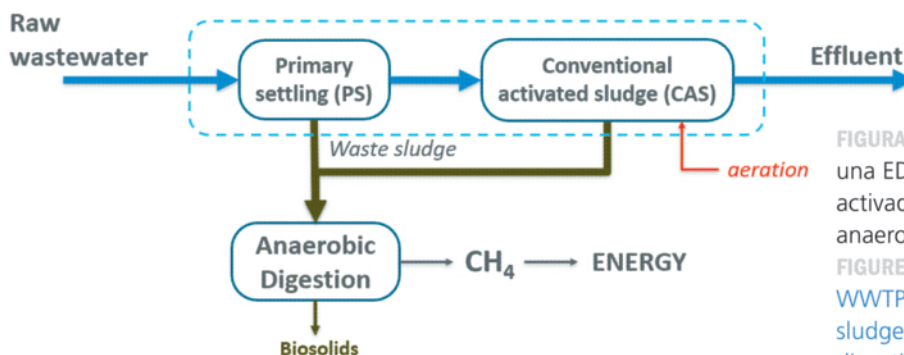 Raw
wastewater
Primary
settling (PS)
Conventional
activated sludge (CAS)
Effluent
Waste sludge
aeration
Anaerobic
Digestion
CH₄
ENERGY
Biosolids
FIGURA
una ED
activad
anaero
FIGURE
WWTP
sludge